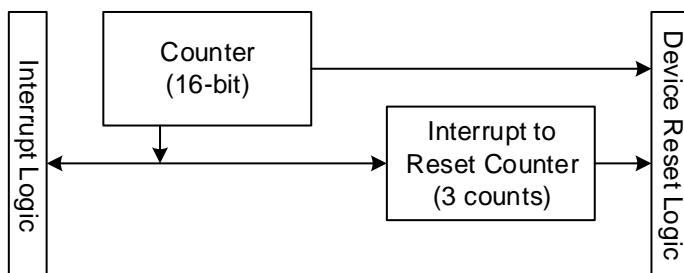 Interrupt Logic
Counter
(16-bit)
Interrupt to
Reset Counter
(3 counts)
Device Reset Logic